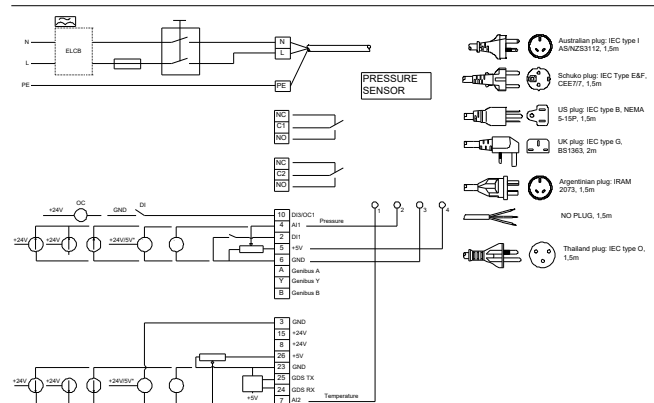 N
L
PE
ELCB
N
L
PE
PRESSURE
SENSOR
NC
C1
NO
NC
C2
NO
+24V
OC
GND
DI
10 DI3/OC1
4 AI1
Pressure
2 DI1
5 +5V
6 GND
A Genibus A
Y Genibus Y
B Genibus B
1
2
3
4
+24V
+24V
+24V/5V*
3 GND
15 +24V
8 +24V
26 +5V
23 GND
25 GDS TX
24 GDS RX
7 AI2
Temperature
+24V
+24V
+24V/5V*
+5V
Australian plug: IEC type I
AS/NZS3112, 1,5m
Schuko plug: IEC Type E&F,
CEE7/7, 1,5m
US plug: IEC type B, NEMA
5-15P, 1,5m
UK plug: IEC type G,
BS1363, 2m
Argentinian plug: IRAM
2073, 1,5m
NO PLUG, 1,5m
Thailand plug: IEC type O,
1,5m